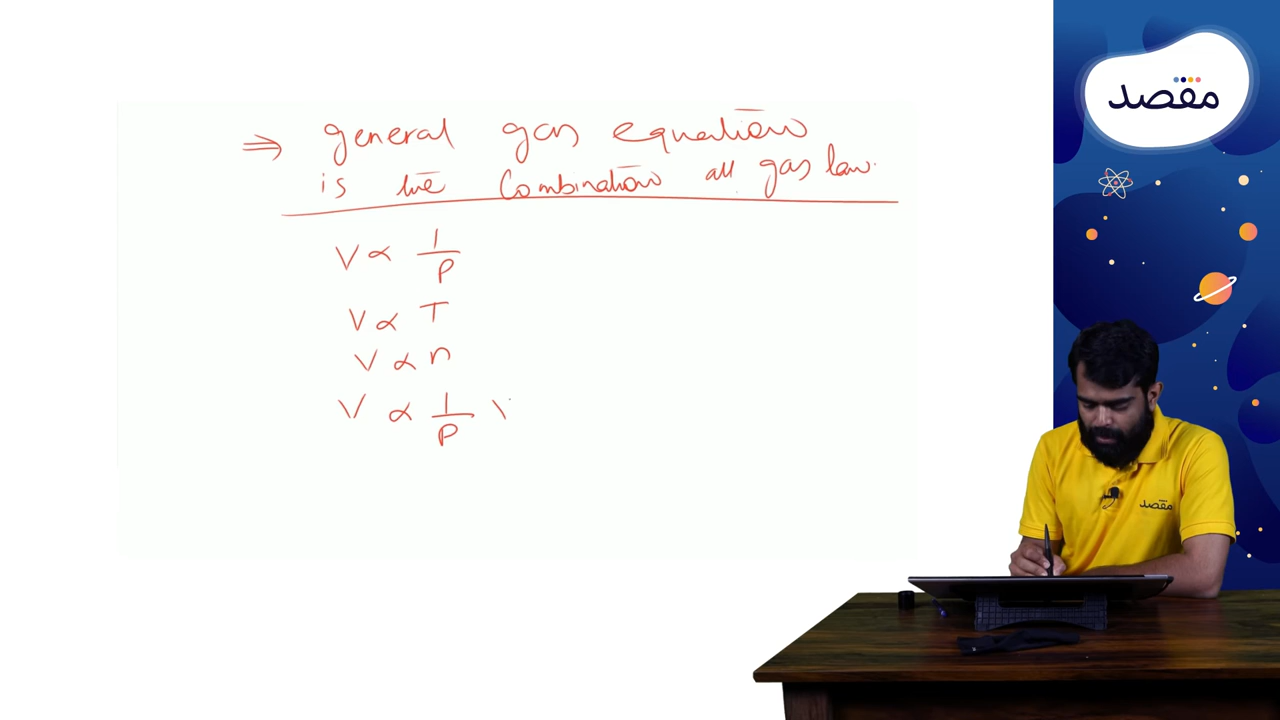 مقصد
⇒ general gas equation
is the Combination all gas law.
V ∝ 1/P
V ∝ T
V ∝ n
V ∝ 1/P \
مقصد